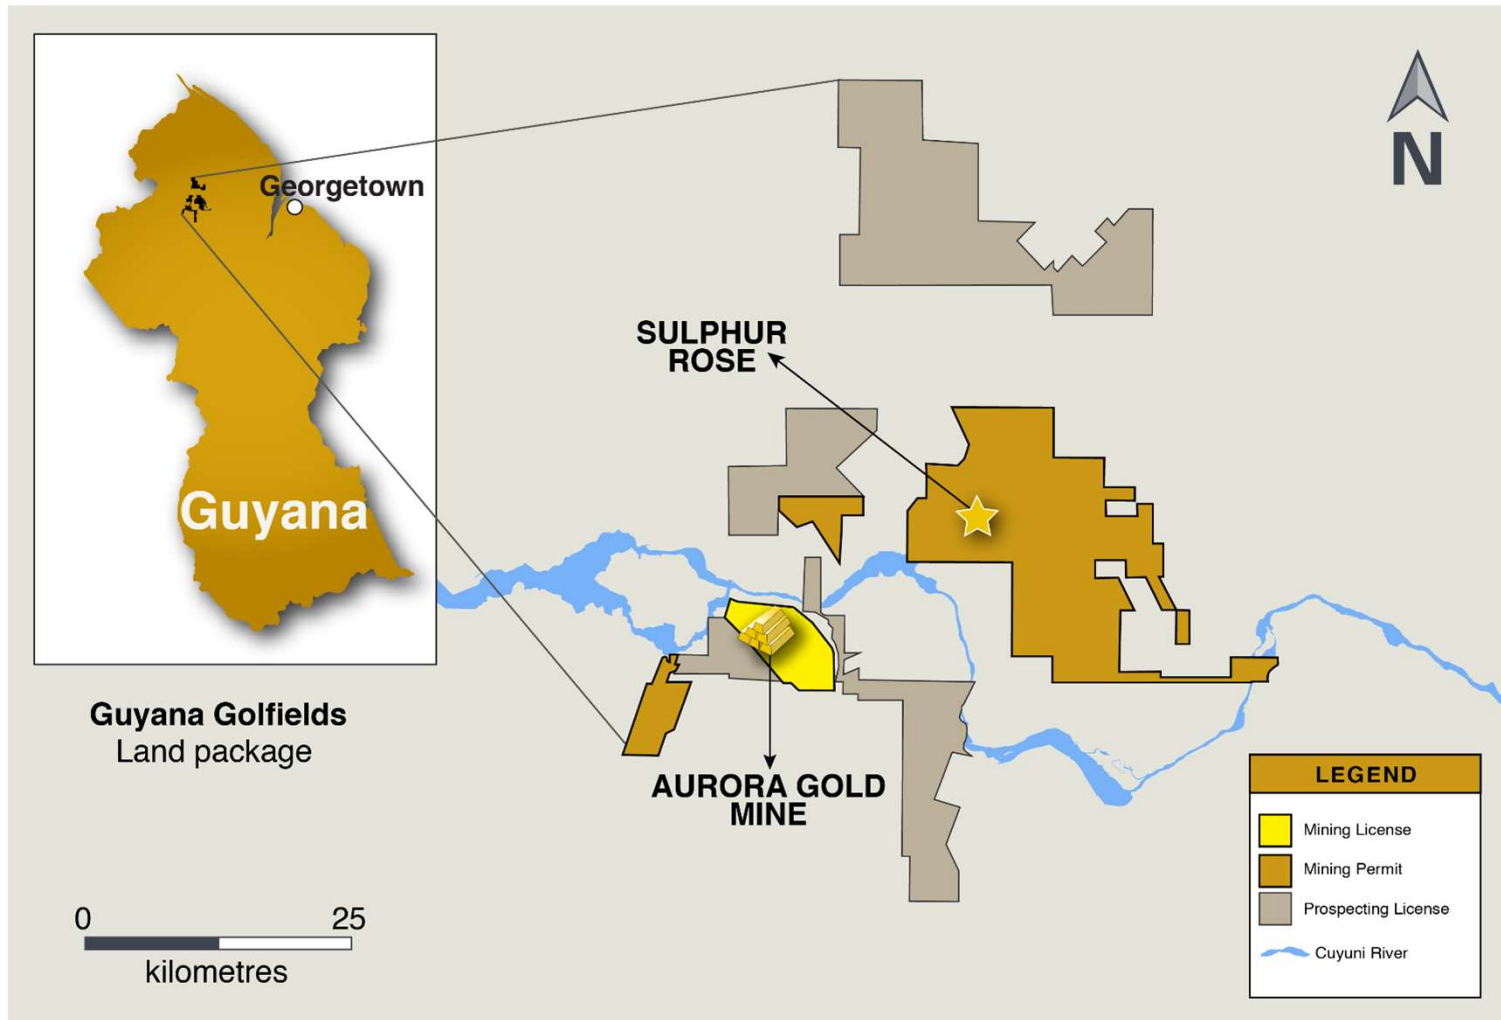 Georgetown
Guyana
Guyana Golfields
Land package
0 25
kilometres
N
SULPHUR
ROSE
AURORA GOLD
MINE
LEGEND
Mining License
Mining Permit
Prospecting License
Cuyuni River